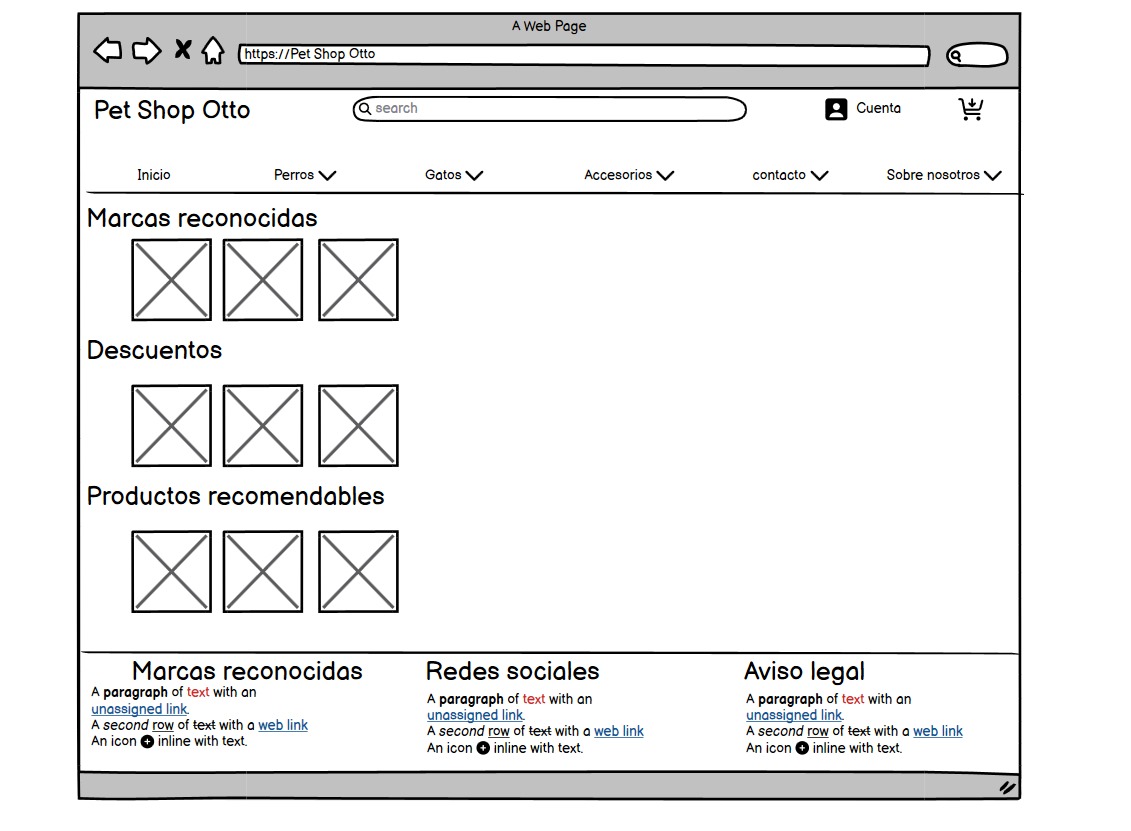 A Web Page
https://Pet Shop Otto
Pet Shop Otto
search
Cuenta
Inicio
Perros
Gatos
Accesorios
contacto
Sobre nosotros
Marcas reconocidas
Descuentos
Productos recomendables
Marcas reconocidas
A paragraph of text with an
unassigned link.
A second row of text with a web link
An icon inline with text.
Redes sociales
A paragraph of text with an
unassigned link.
A second row of text with a web link
An icon inline with text.
Aviso legal
A paragraph of text with an
unassigned link.
A second row of text with a web link
An icon inline with text.